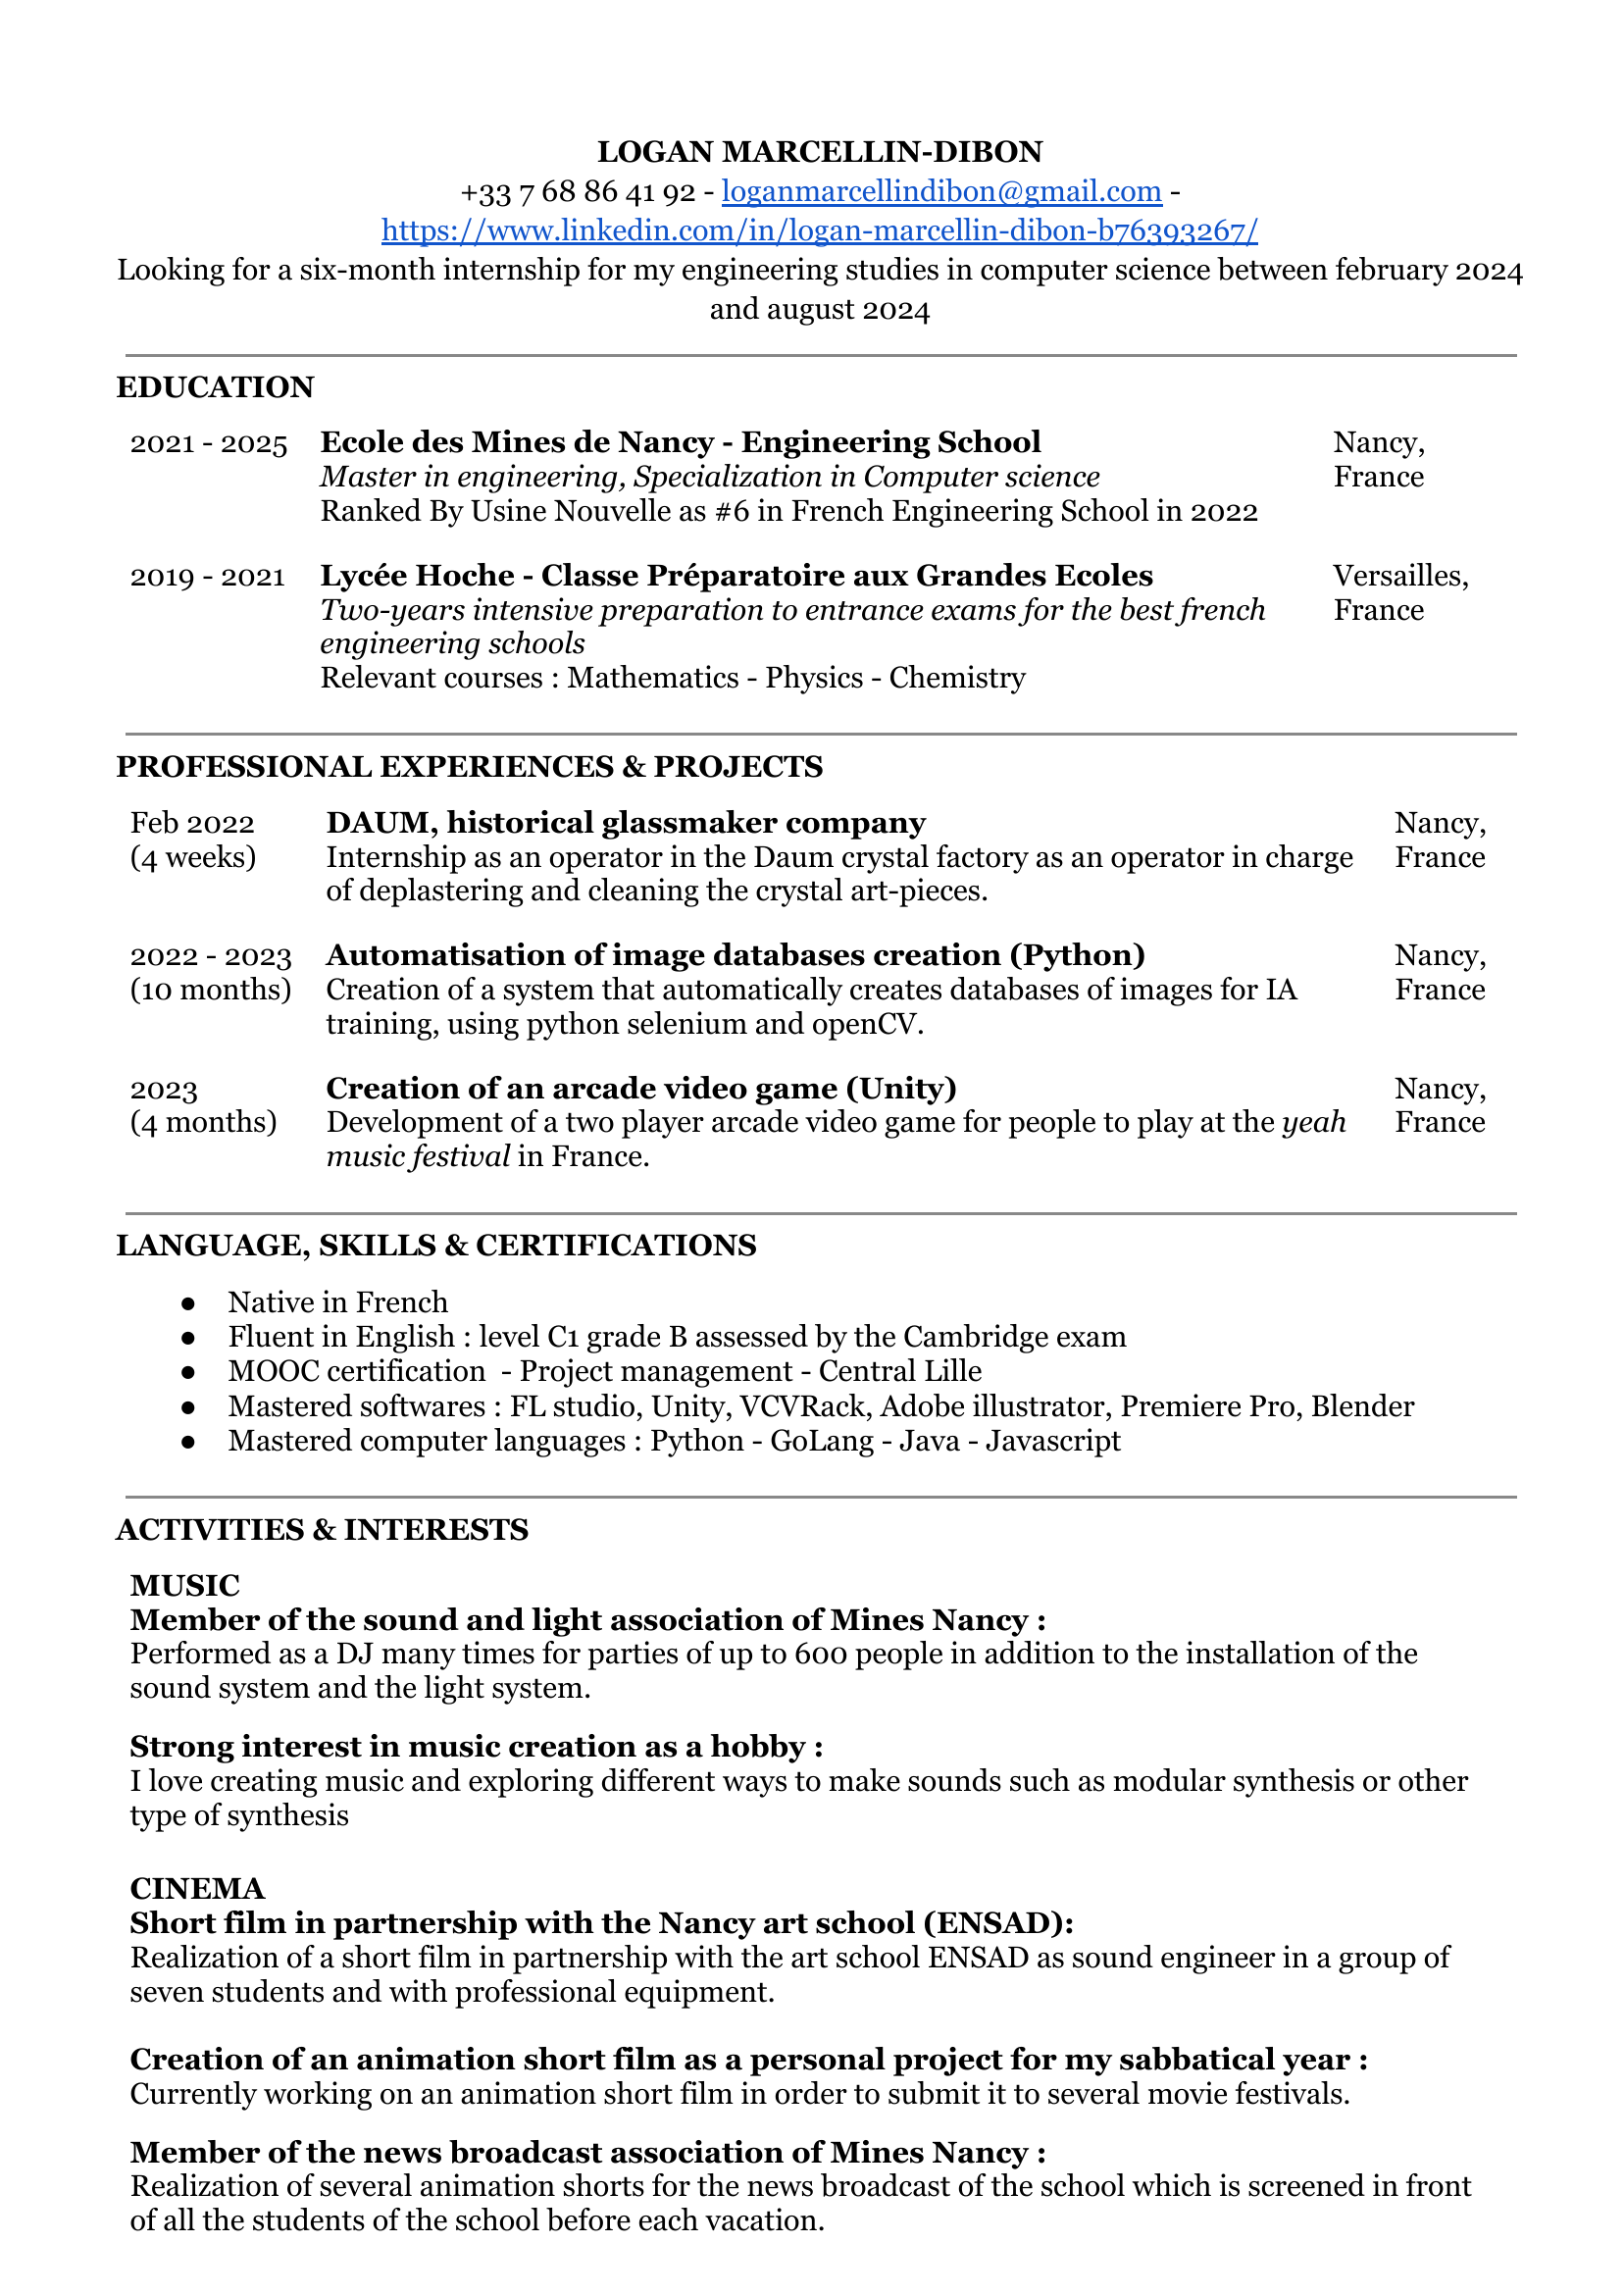 LOGAN MARCELLIN-DIBON
+33 7 68 86 41 92 - loganmarcellindibon@gmail.com -
https://www.linkedin.com/in/logan-marcellin-dibon-b76393267/
Looking for a six-month internship for my engineering studies in computer science between february 2024
and august 2024
EDUCATION
2021 - 2025 Ecole des Mines de Nancy - Engineering School Nancy,
Master in engineering, Specialization in Computer science France
Ranked By Usine Nouvelle as #6 in French Engineering School in 2022
2019 - 2021 Lycée Hoche - Classe Préparatoire aux Grandes Ecoles Versailles,
Two-years intensive preparation to entrance exams for the best french France
engineering schools
Relevant courses : Mathematics - Physics - Chemistry
PROFESSIONAL EXPERIENCES & PROJECTS
Feb 2022 DAUM, historical glassmaker company Nancy,
(4 weeks) Internship as an operator in the Daum crystal factory as an operator in charge France
of deplastering and cleaning the crystal art-pieces.
2022 - 2023 Automatisation of image databases creation (Python) Nancy,
(10 months) Creation of a system that automatically creates databases of images for IA France
training, using python selenium and openCV.
2023 Creation of an arcade video game (Unity) Nancy,
(4 months) Development of a two player arcade video game for people to play at the yeah France
music festival in France.
LANGUAGE, SKILLS & CERTIFICATIONS
● Native in French
● Fluent in English : level C1 grade B assessed by the Cambridge exam
● MOOC certification - Project management - Central Lille
● Mastered softwares : FL studio, Unity, VCVRack, Adobe illustrator, Premiere Pro, Blender
● Mastered computer languages : Python - GoLang - Java - Javascript
ACTIVITIES & INTERESTS
MUSIC
Member of the sound and light association of Mines Nancy :
Performed as a DJ many times for parties of up to 600 people in addition to the installation of the
sound system and the light system.
Strong interest in music creation as a hobby :
I love creating music and exploring different ways to make sounds such as modular synthesis or other
type of synthesis
CINEMA
Short film in partnership with the Nancy art school (ENSAD):
Realization of a short film in partnership with the art school ENSAD as sound engineer in a group of
seven students and with professional equipment.
Creation of an animation short film as a personal project for my sabbatical year :
Currently working on an animation short film in order to submit it to several movie festivals.
Member of the news broadcast association of Mines Nancy :
Realization of several animation shorts for the news broadcast of the school which is screened in front
of all the students of the school before each vacation.